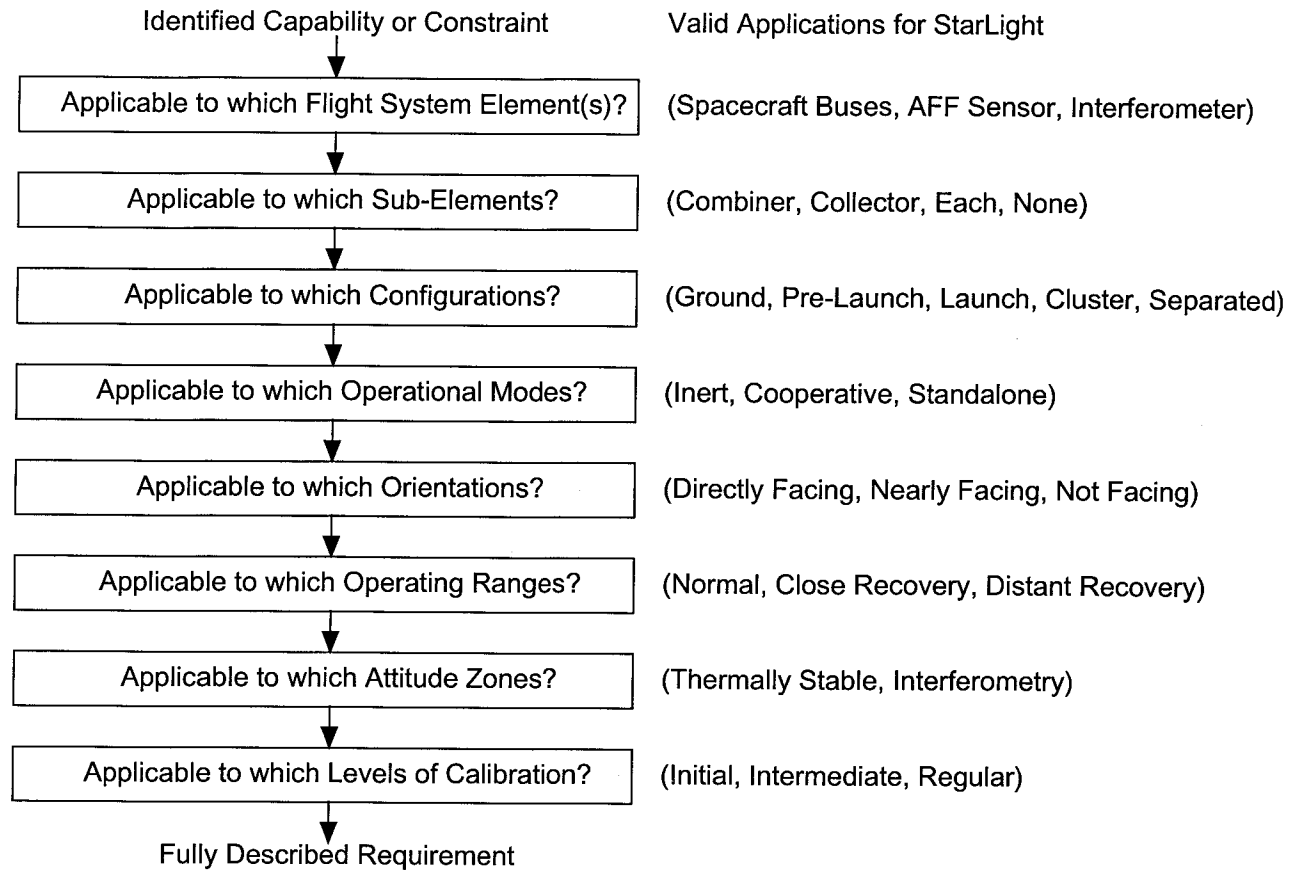 Identified Capability or Constraint Valid Applications for StarLight
Applicable to which Flight System Element(s)? (Spacecraft Buses, AFF Sensor, Interferometer)
Applicable to which Sub-Elements? (Combiner, Collector, Each, None)
Applicable to which Configurations? (Ground, Pre-Launch, Launch, Cluster, Separated)
Applicable to which Operational Modes? (Inert, Cooperative, Standalone)
Applicable to which Orientations? (Directly Facing, Nearly Facing, Not Facing)
Applicable to which Operating Ranges? (Normal, Close Recovery, Distant Recovery)
Applicable to which Attitude Zones? (Thermally Stable, Interferometry)
Applicable to which Levels of Calibration? (Initial, Intermediate, Regular)
Fully Described Requirement